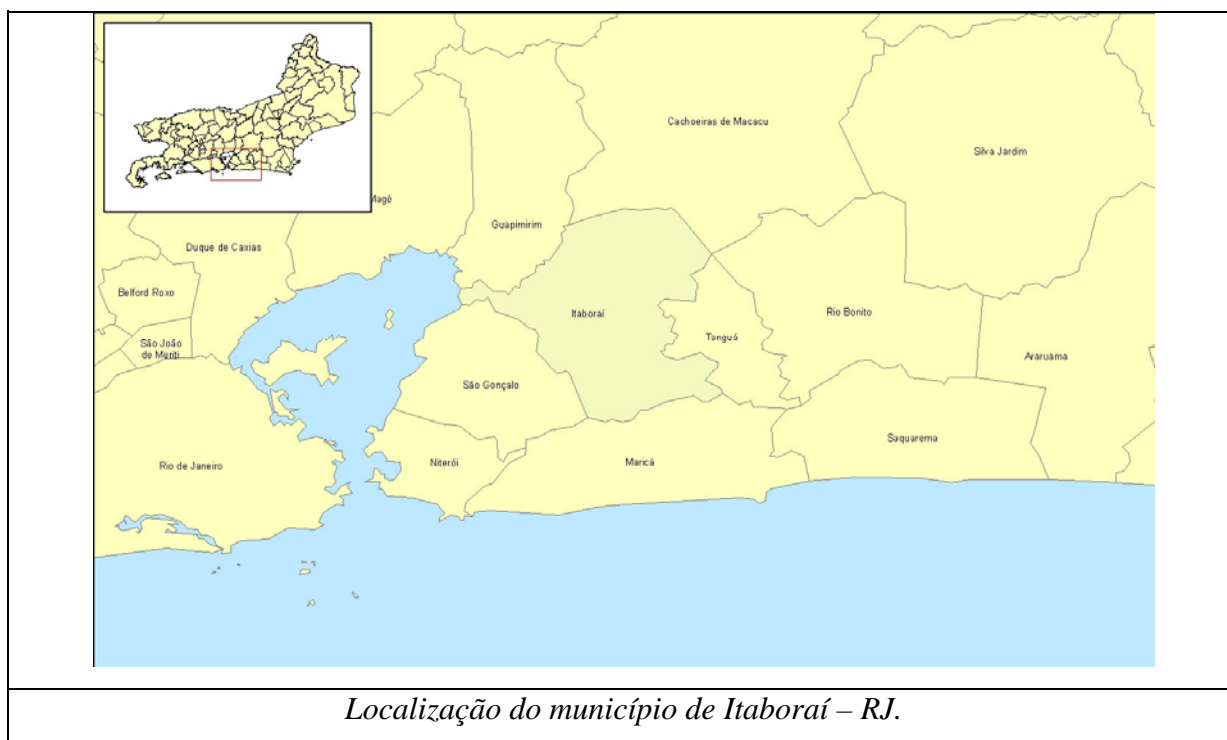 Cachoeiras de Macacu
Silva Jardim
Magé
Guapimirim
Duque de Caxias
Belford Roxo
Itaboraí
Rio Bonito
São João
de Meriti
Tanguá
Araruama
São Gonçalo
Saquarema
Rio de Janeiro
Niterói
Maricá
Localização do município de Itaboraí – RJ.